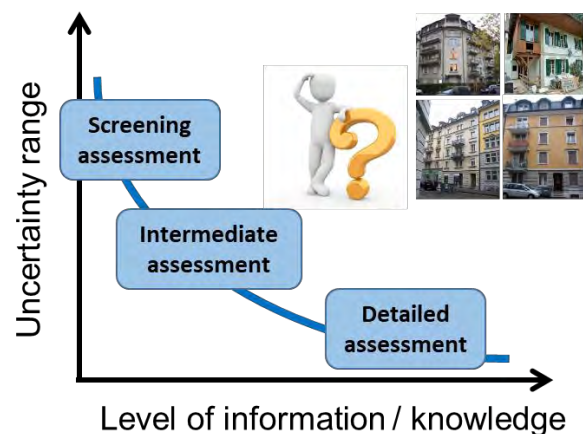 Uncertainty range
Screening
assessment
Intermediate
assessment
Detailed
assessment
Level of information / knowledge